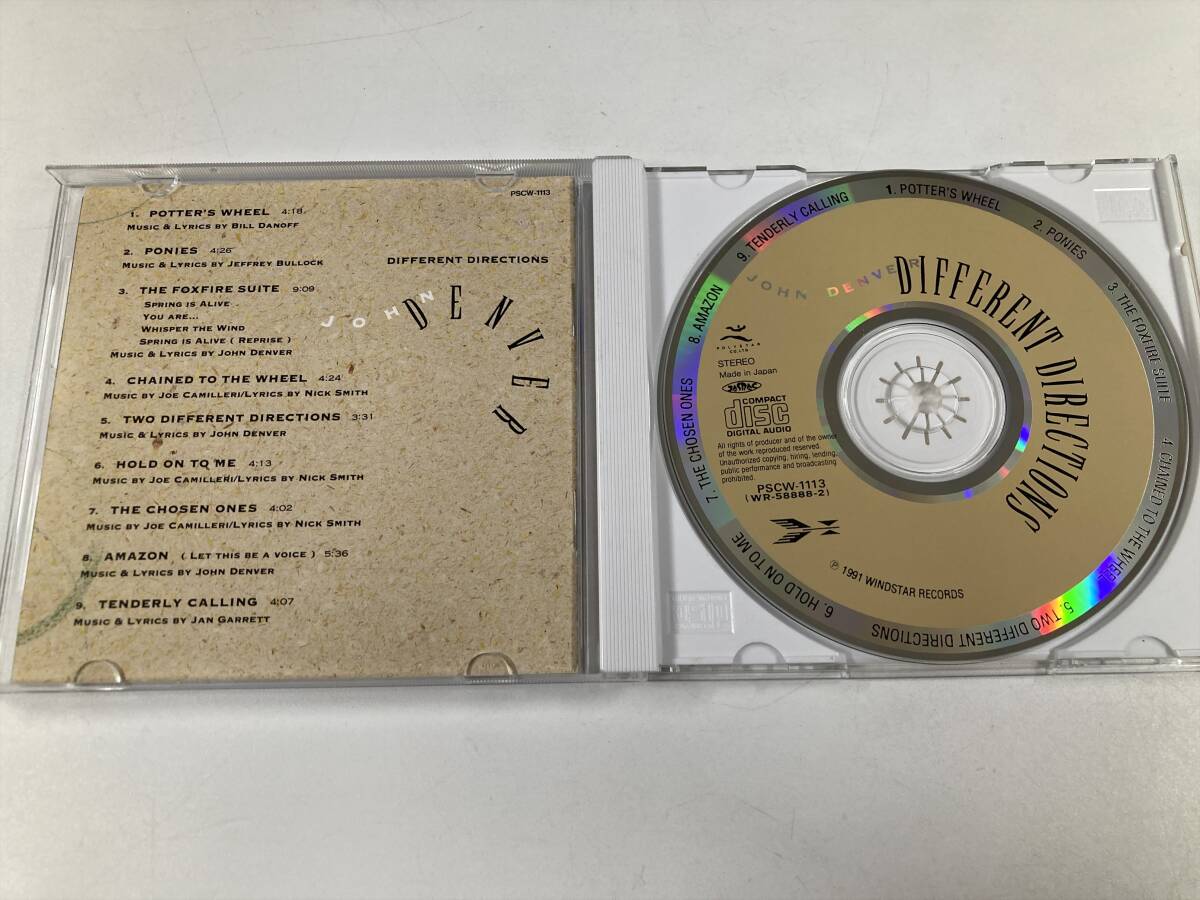 PSCW-1113
1. POTTER'S WHEEL 4:18
MUSIC & LYRICS BY BILL DANOFF
2. PONIES 4:26
MUSIC & LYRICS BY JEFFREY BULLOCK
3. THE FOXFIRE SUITE 9:09
SPRING IS ALIVE
YOU ARE...
WHISPER THE WIND
SPRING IS ALIVE ( REPRISE )
MUSIC & LYRICS BY JOHN DENVER
4. CHAINED TO THE WHEEL 4:24
MUSIC BY JOE CAMILLERI/LYRICS BY NICK SMITH
5. TWO DIFFERENT DIRECTIONS 3:31
MUSIC & LYRICS BY JOHN DENVER
6. HOLD ON TO ME 4:13
MUSIC BY JOE CAMILLERI/LYRICS BY NICK SMITH
7. THE CHOSEN ONES 4:02
MUSIC BY JOE CAMILLERI/LYRICS BY NICK SMITH
8. AMAZON ( LET THIS BE A VOICE ) 5:36
MUSIC & LYRICS BY JOHN DENVER
9. TENDERLY CALLING 4:07
MUSIC & LYRICS BY JAN GARRETT
DIFFERENT DIRECTIONS
JOHN DENVER
1. POTTER'S WHEEL
2. PONIES
3. THE FOXFIRE SUITE
4. CHAINED TO THE WHEEL
5. TWO DIFFERENT DIRECTIONS
6. HOLD ON TO ME
7. THE CHOSEN ONES
8. AMAZON
9. TENDERLY CALLING
JOHN DENVER
DIFFERENT DIRECTIONS
POLYSTAR
CO.,LTD
STEREO
Made in Japan
JASRAC
COMPACT
disc
DIGITAL AUDIO
All rights of producer and of the owner
of the work reproduced reserved.
Unauthorized copying, hiring, lending,
public performance and broadcasting
prohibited.
PSCW-1113
(WR-58888-2)
Ⓟ 1991 WINDSTAR RECORDS